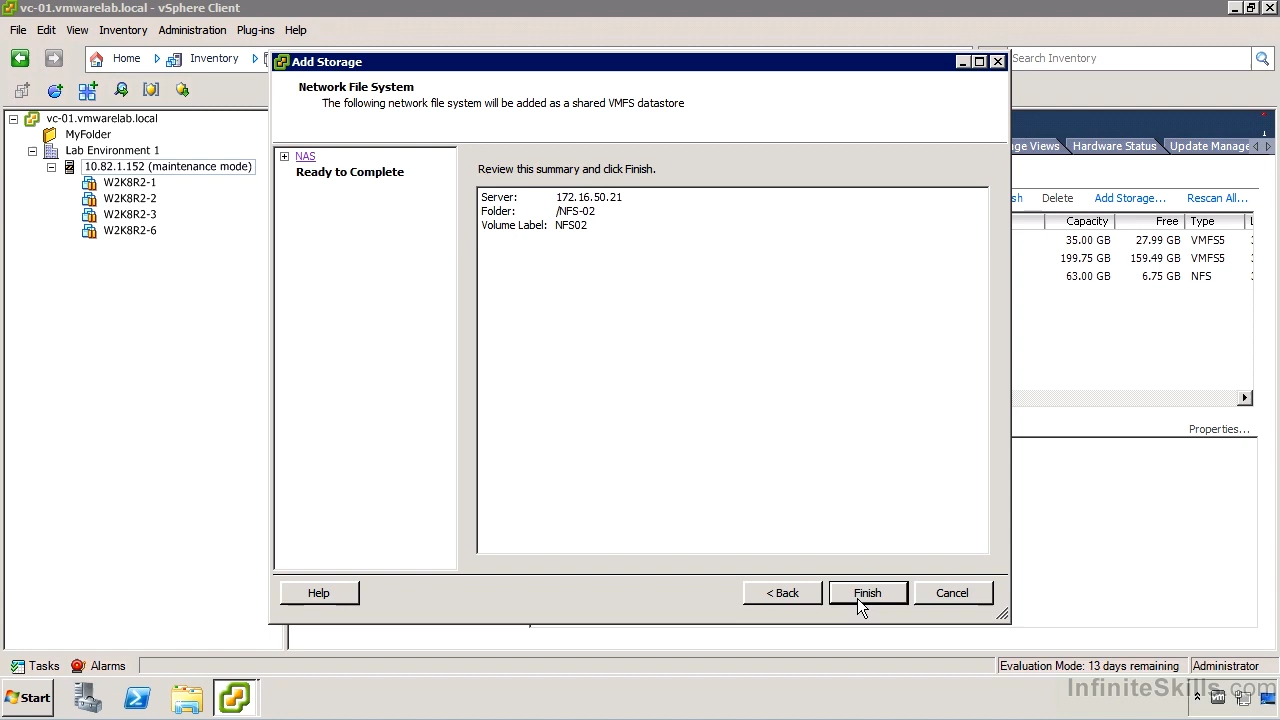 vc-01.vmwarelab.local - vSphere Client
File Edit View Inventory Administration Plug-ins Help
Home Inventory
Search Inventory
Add Storage
Network File System
The following network file system will be added as a shared VMFS datastore
vc-01.vmwarelab.local
MyFolder
Lab Environment 1
10.82.1.152 (maintenance mode)
W2K8R2-1
W2K8R2-2
W2K8R2-3
W2K8R2-6
NAS
Ready to Complete
Review this summary and click Finish.
Server: 172.16.50.21
Folder: /NFS-02
Volume Label: NFS02
Views Hardware Status Update Manage
Delete Add Storage... Rescan All...
Capacity Free Type
35.00 GB 27.99 GB VMFS5
199.75 GB 159.49 GB VMFS5
63.00 GB 6.75 GB NFS
Properties...
Help < Back Finish Cancel
Tasks Alarms
Evaluation Mode: 13 days remaining Administrator
Start
InfiniteSkills.com